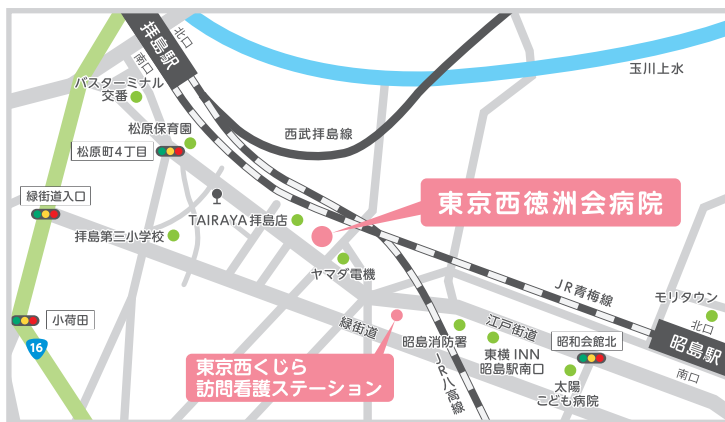 拝島駅
北口
南口
玉川上水
バスターミナル
交番
松原保育園
西武拝島線
松原町4丁目
緑街道入口
東京西徳洲会病院
TAIRAYA 拝島店
拝島第三小学校
ヤマダ電機
JR青梅線
モリタウン
小荷田
緑街道
江戸街道
北口
昭島駅
南口
昭島消防署
昭和会館北
16
東横 INN
昭島駅南口
東京西くじら
訪問看護ステーション
JR八高線
太陽
こども病院